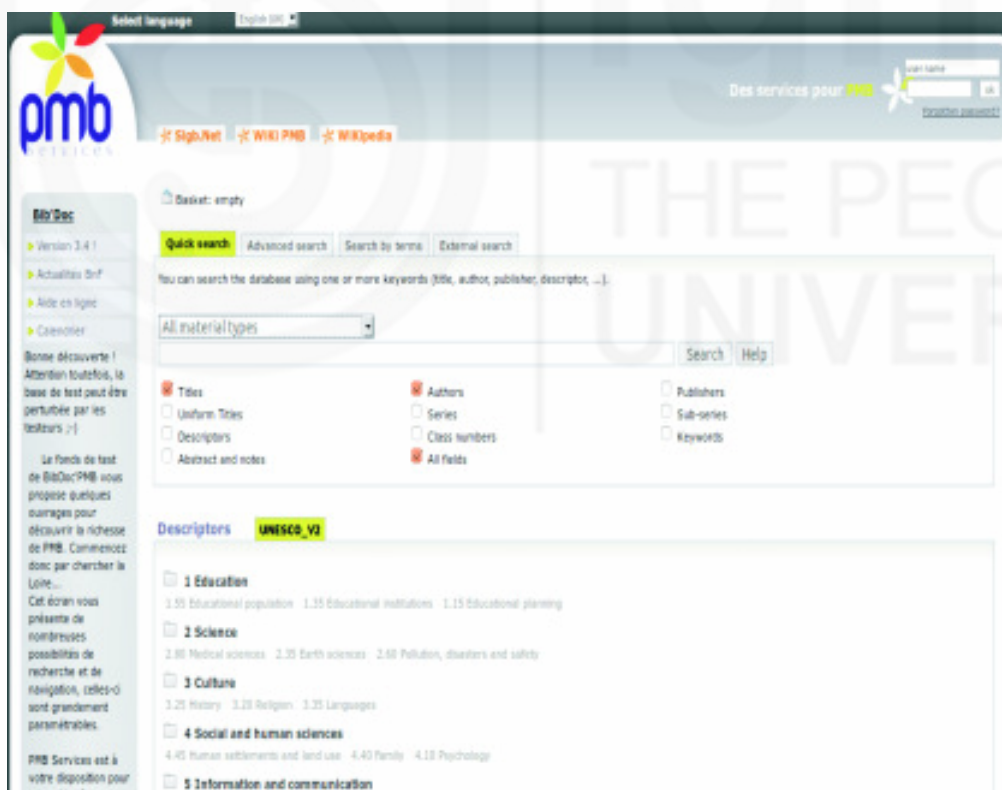 Select language English (UK)
pmb
services
Des services pour PMB
user name
ok
forgotten password?
Sigb.Net WIKI PMB WIKIpedia
Basket: empty
Quick search Advanced search Search by terms External search
You can search the database using one or more keywords (title, author, publisher, descriptor, ...).
All material types
Search Help
Titles Authors Publishers
Uniform Titles Series Sub-series
Descriptors Class numbers Keywords
Abstract and notes All fields
Descriptors UNESCO_V2
1 Education
1.55 Educational population 1.35 Educational institutions 1.15 Educational planning
2 Science
2.80 Medical sciences 2.35 Earth sciences 2.60 Pollution, disasters and safety
3 Culture
3.25 History 3.20 Religion 3.35 Languages
4 Social and human sciences
4.45 Human settlements and land use 4.40 Family 4.10 Psychology
5 Information and communication
Bib'Doc
Version 3.4 !
Actualités Bnf
Aide en ligne
Calendrier
Bonne découverte !
Attention toutefois, la
base de test peut être
perturbée par les
testeurs ;-)
Le fonds de test
de BibDoc'PMB vous
propose quelques
ouvrages pour
découvrir la richesse
de PMB. Commencez
donc par chercher la
Loire...
Cet écran vous
présente de
nombreuses
possibilités de
recherche et de
navigation, celles-ci
sont grandement
paramétrables.
PMB Services est à
votre disposition pour
THE PEO
UNIVER